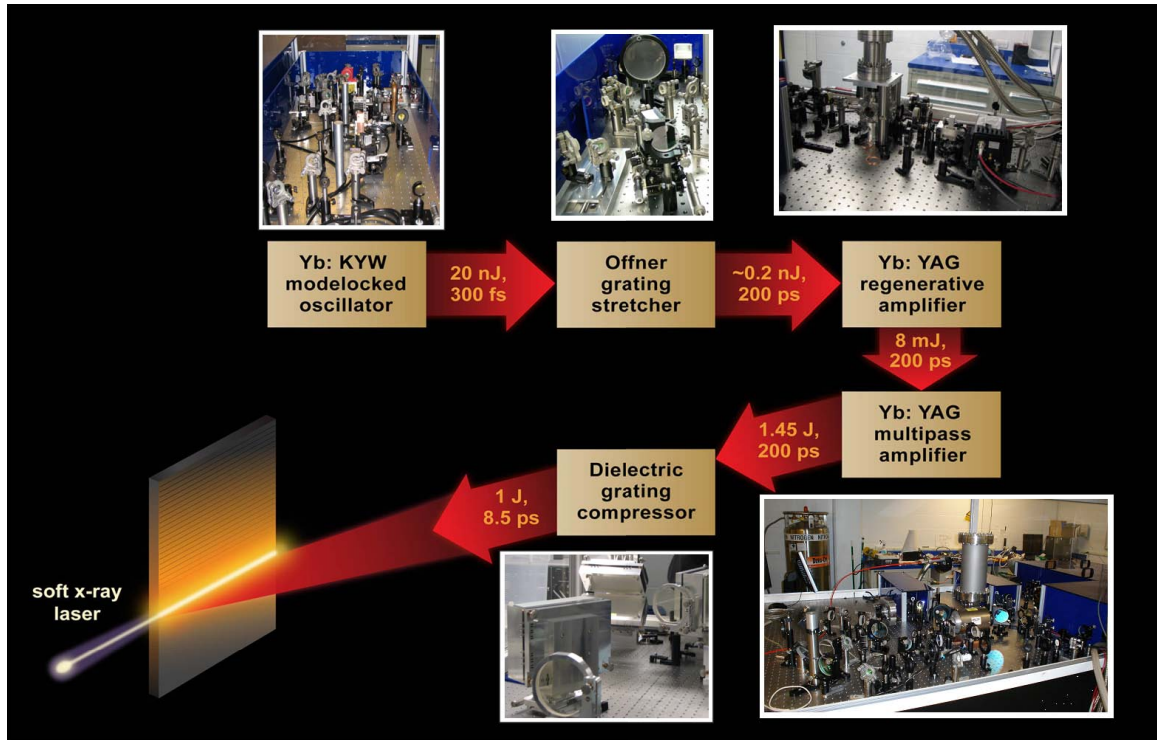 Yb: KYW
modelocked
oscillator
20 nJ,
300 fs
Offner
grating
stretcher
~0.2 nJ,
200 ps
Yb: YAG
regenerative
amplifier
8 mJ,
200 ps
Yb: YAG
multipass
amplifier
1.45 J,
200 ps
Dielectric
grating
compressor
1 J,
8.5 ps
soft x-ray
laser
NITROGEN